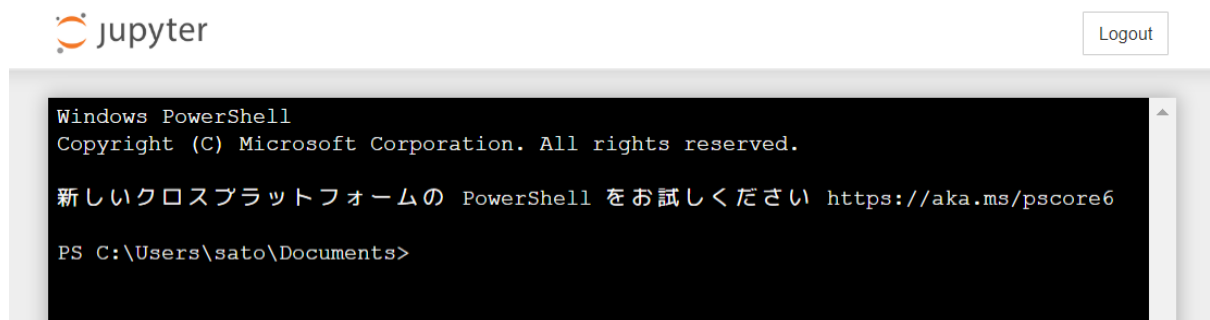 jupyter
Logout
Windows PowerShell
Copyright (C) Microsoft Corporation. All rights reserved.
新しいクロスプラットフォームの PowerShell をお試しください https://aka.ms/pscore6
PS C:\Users\sato\Documents>